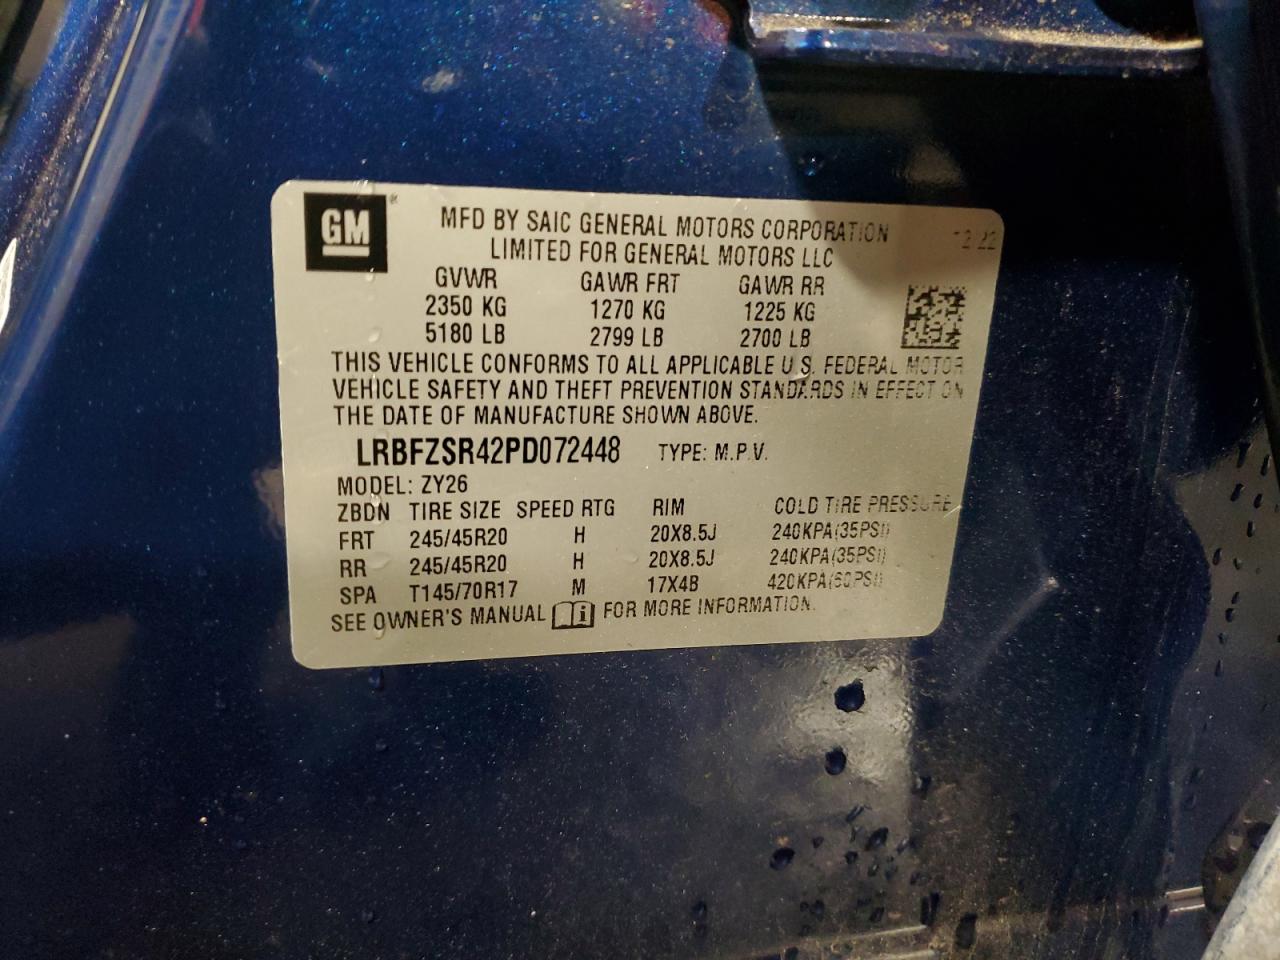 GM ® MFD BY SAIC GENERAL MOTORS CORPORATION 12/22
LIMITED FOR GENERAL MOTORS LLC
GVWR GAWR FRT GAWR RR
2350 KG 1270 KG 1225 KG
5180 LB 2799 LB 2700 LB
THIS VEHICLE CONFORMS TO ALL APPLICABLE U.S. FEDERAL MOTOR
VEHICLE SAFETY AND THEFT PREVENTION STANDARDS IN EFFECT ON
THE DATE OF MANUFACTURE SHOWN ABOVE.
LRBFZSR42PD072448 TYPE: M.P.V.
MODEL: ZY26
ZBDN TIRE SIZE SPEED RTG RIM COLD TIRE PRESSURE
FRT 245/45R20 H 20X8.5J 240KPA(35PSI)
RR 245/45R20 H 20X8.5J 240KPA(35PSI)
SPA T145/70R17 M 17X4B 420KPA(60PSI)
SEE OWNER'S MANUAL FOR MORE INFORMATION.